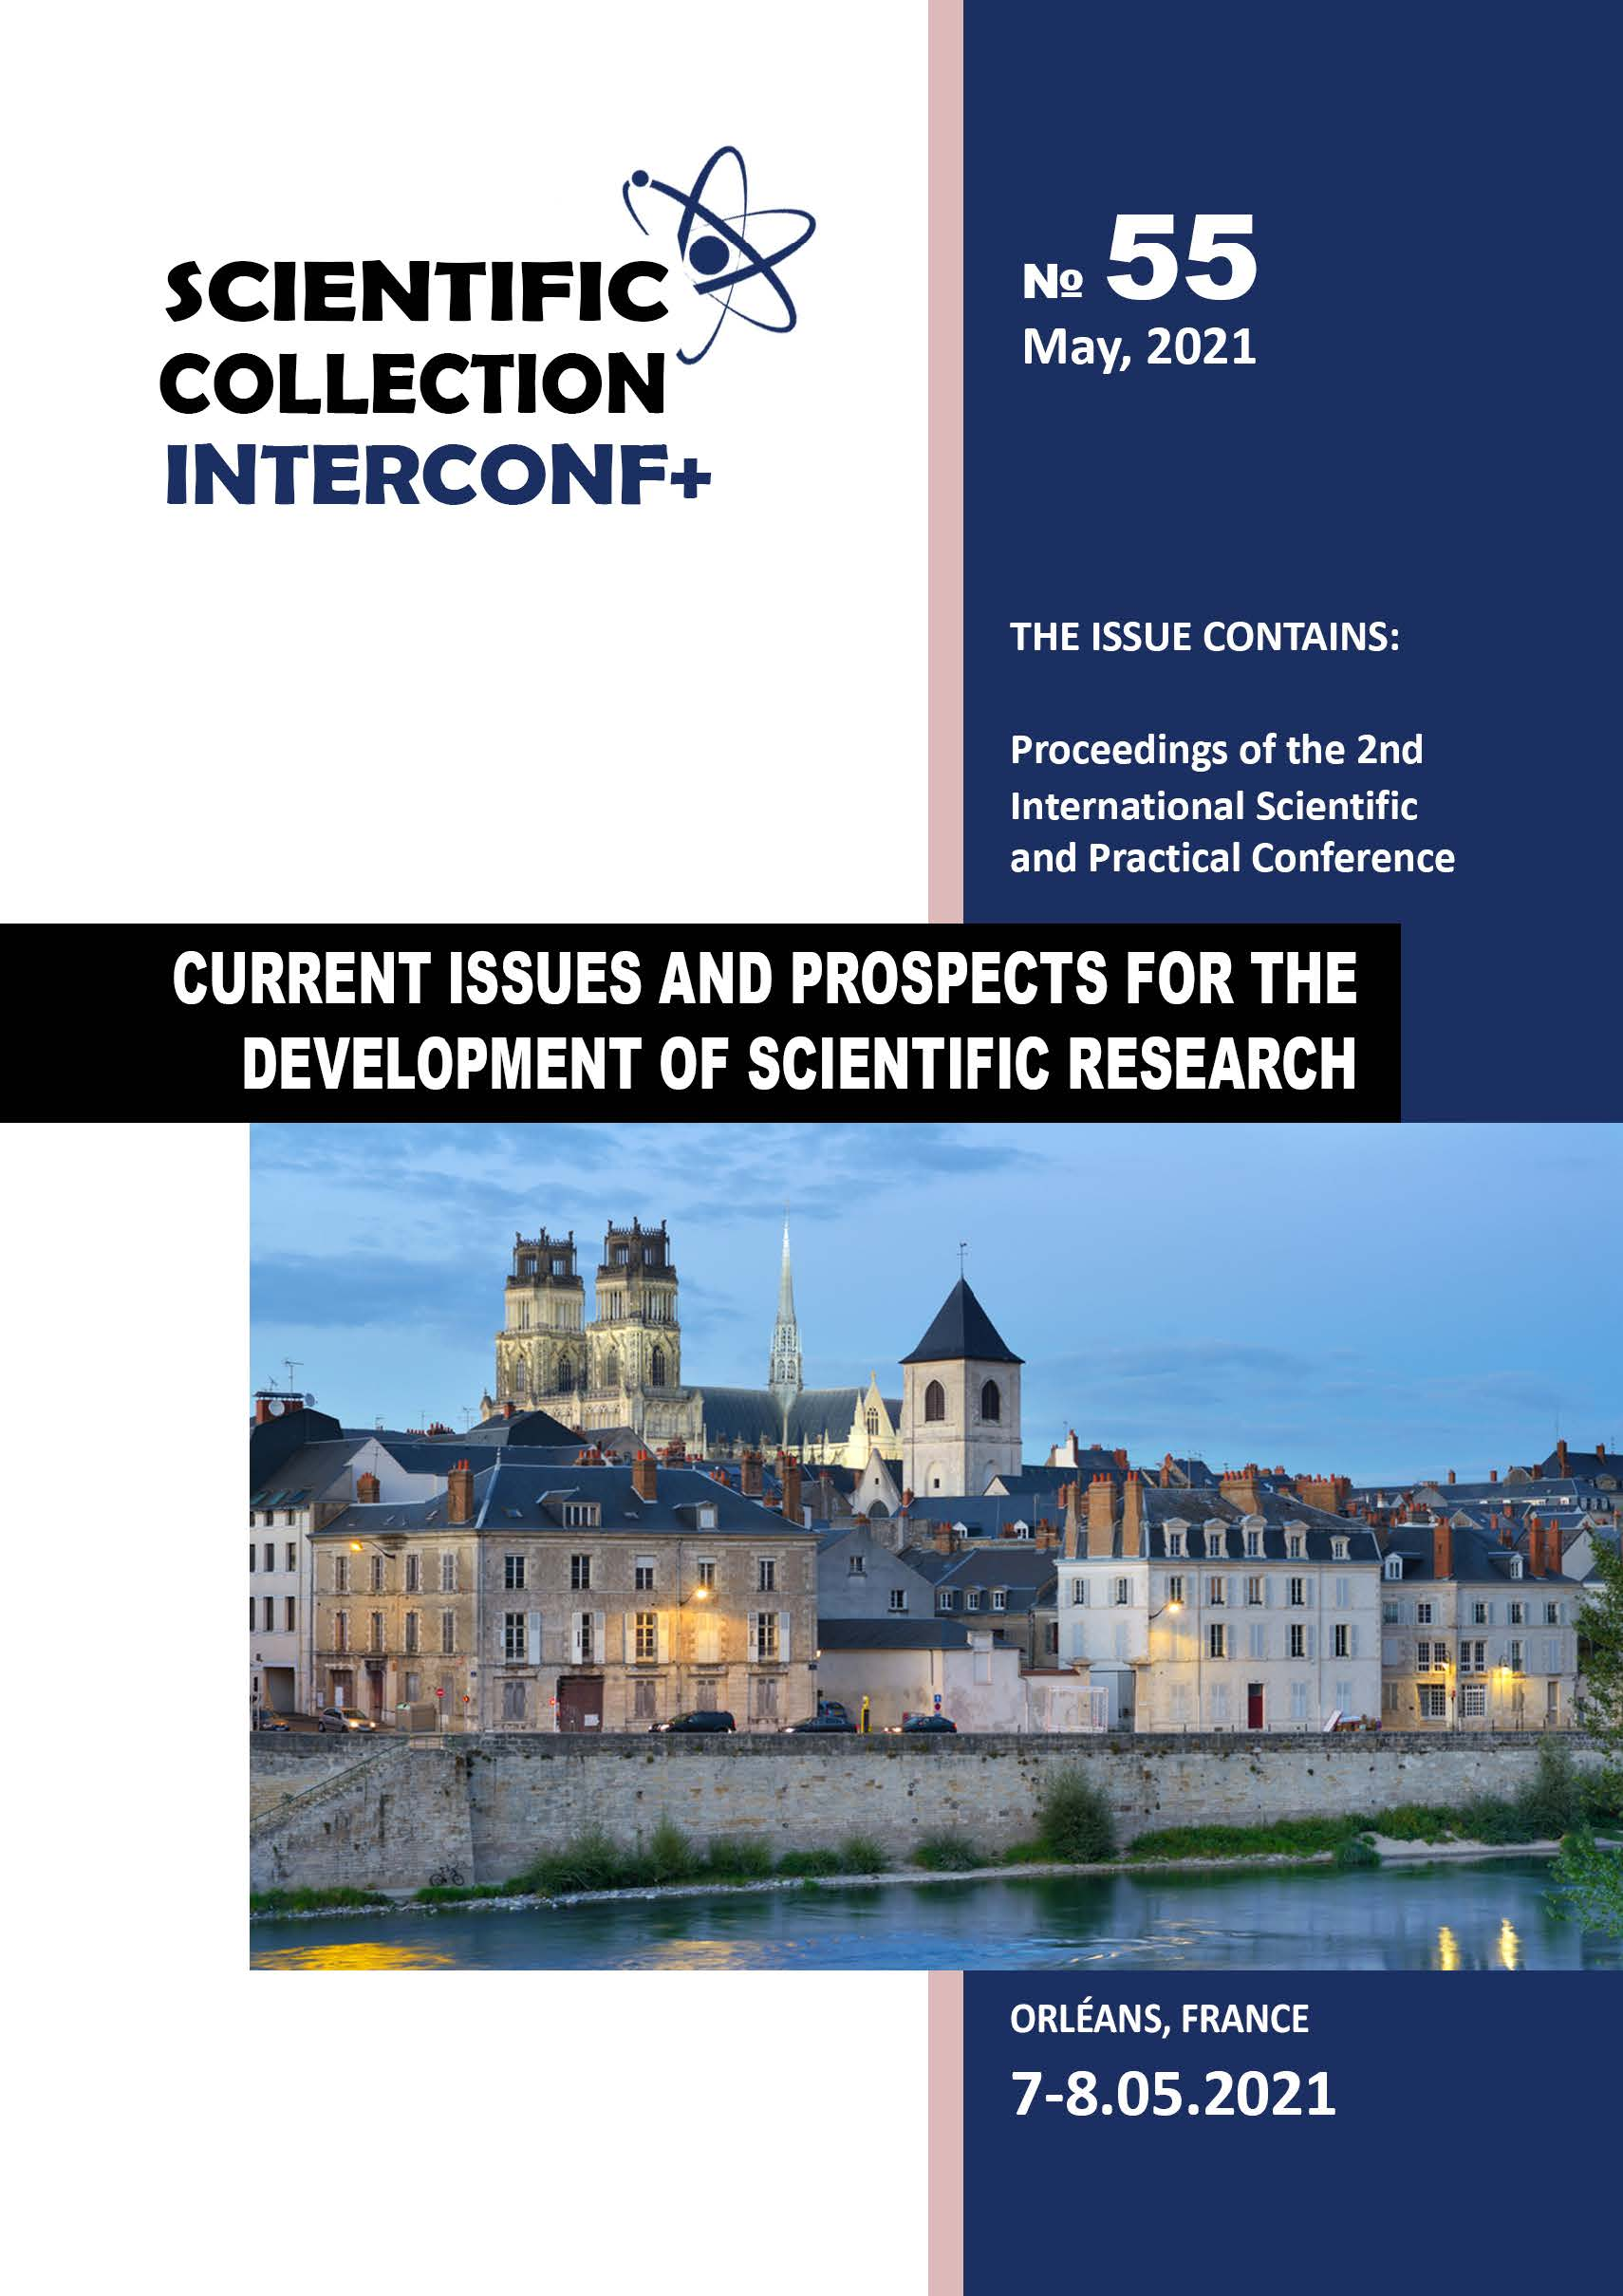 SCIENTIFIC
COLLECTION
INTERCONF+
№ 55
May, 2021
THE ISSUE CONTAINS:
Proceedings of the 2nd
International Scientific
and Practical Conference
CURRENT ISSUES AND PROSPECTS FOR THE
DEVELOPMENT OF SCIENTIFIC RESEARCH
ORLÉANS, FRANCE
7-8.05.2021